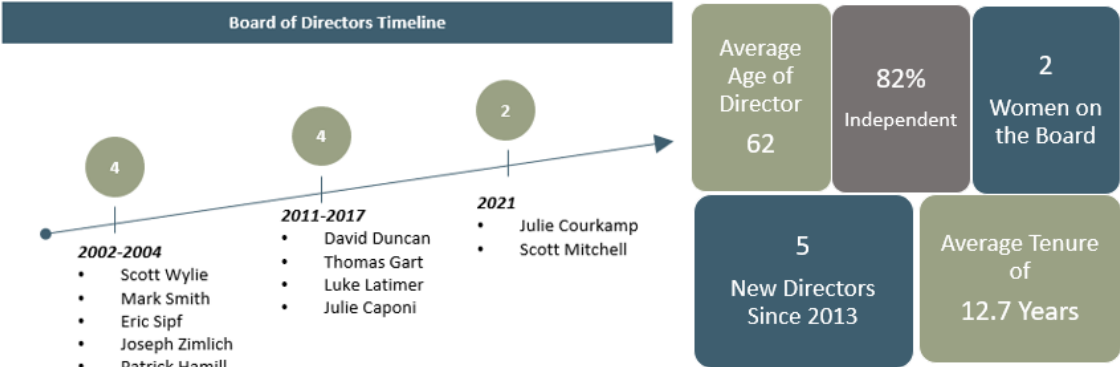 Board of Directors Timeline
4
4
2
2002-2004
• Scott Wylie
• Mark Smith
• Eric Sipf
• Joseph Zimlich
• Patrick Hamill
2011-2017
• David Duncan
• Thomas Gart
• Luke Latimer
• Julie Caponi
2021
• Julie Courkamp
• Scott Mitchell
Average
Age of
Director
62
82%
Independent
2
Women on
the Board
5
New Directors
Since 2013
Average Tenure
of
12.7 Years